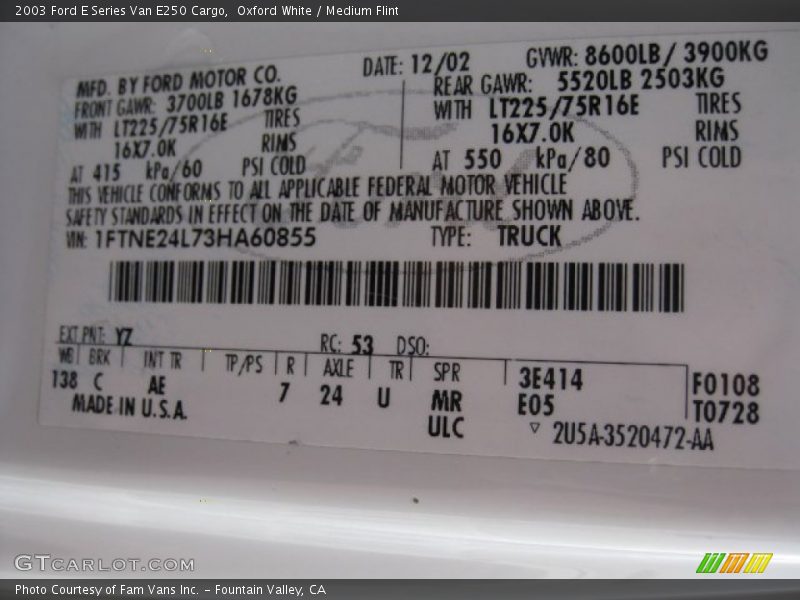 2003 Ford E Series Van E250 Cargo,  Oxford White / Medium Flint
MFD. BY FORD MOTOR CO.
FRONT GAWR: 3700LB 1678KG
WITH LT225/75R16E TIRES
16X7.0K RIMS
AT 415 kPa/60 PSI COLD
DATE: 12/02 GVWR: 8600LB/ 3900KG
REAR GAWR: 5520LB 2503KG
WITH LT225/75R16E TIRES
16X7.0K RIMS
AT 550 kPa/80 PSI COLD
THIS VEHICLE CONFORMS TO ALL APPLICABLE FEDERAL MOTOR VEHICLE
SAFETY STANDARDS IN EFFECT ON THE DATE OF MANUFACTURE SHOWN ABOVE.
VIN: 1FTNE24L73HA60855 TYPE: TRUCK
EXT PNT: YZ RC: 53 DSO:
WB BRK INT TR TP/PS R AXLE TR SPR
138 C AE 7 24 U MR
ULC
3E414
E05
F0108
T0728
MADE IN U.S.A.
▽ 2U5A-3520472-AA
GTCARLOT.COM
Photo Courtesy of Fam Vans Inc. – Fountain Valley, CA